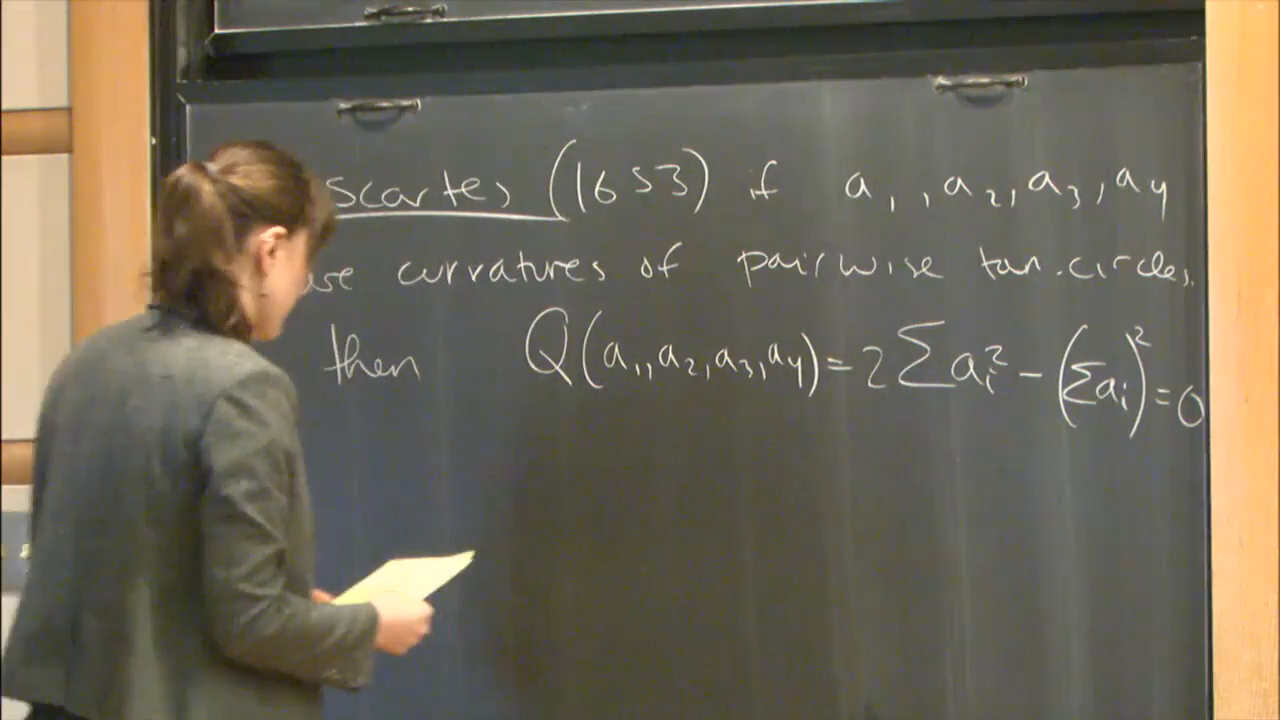 scartes (1653) if a₁, a₂, a₃, a₄
curvatures of pairwise tan. circles,
then Q(a₁, a₂, a₃, a₄) = 2 Σ aᵢ² - (Σ aᵢ)² = 0